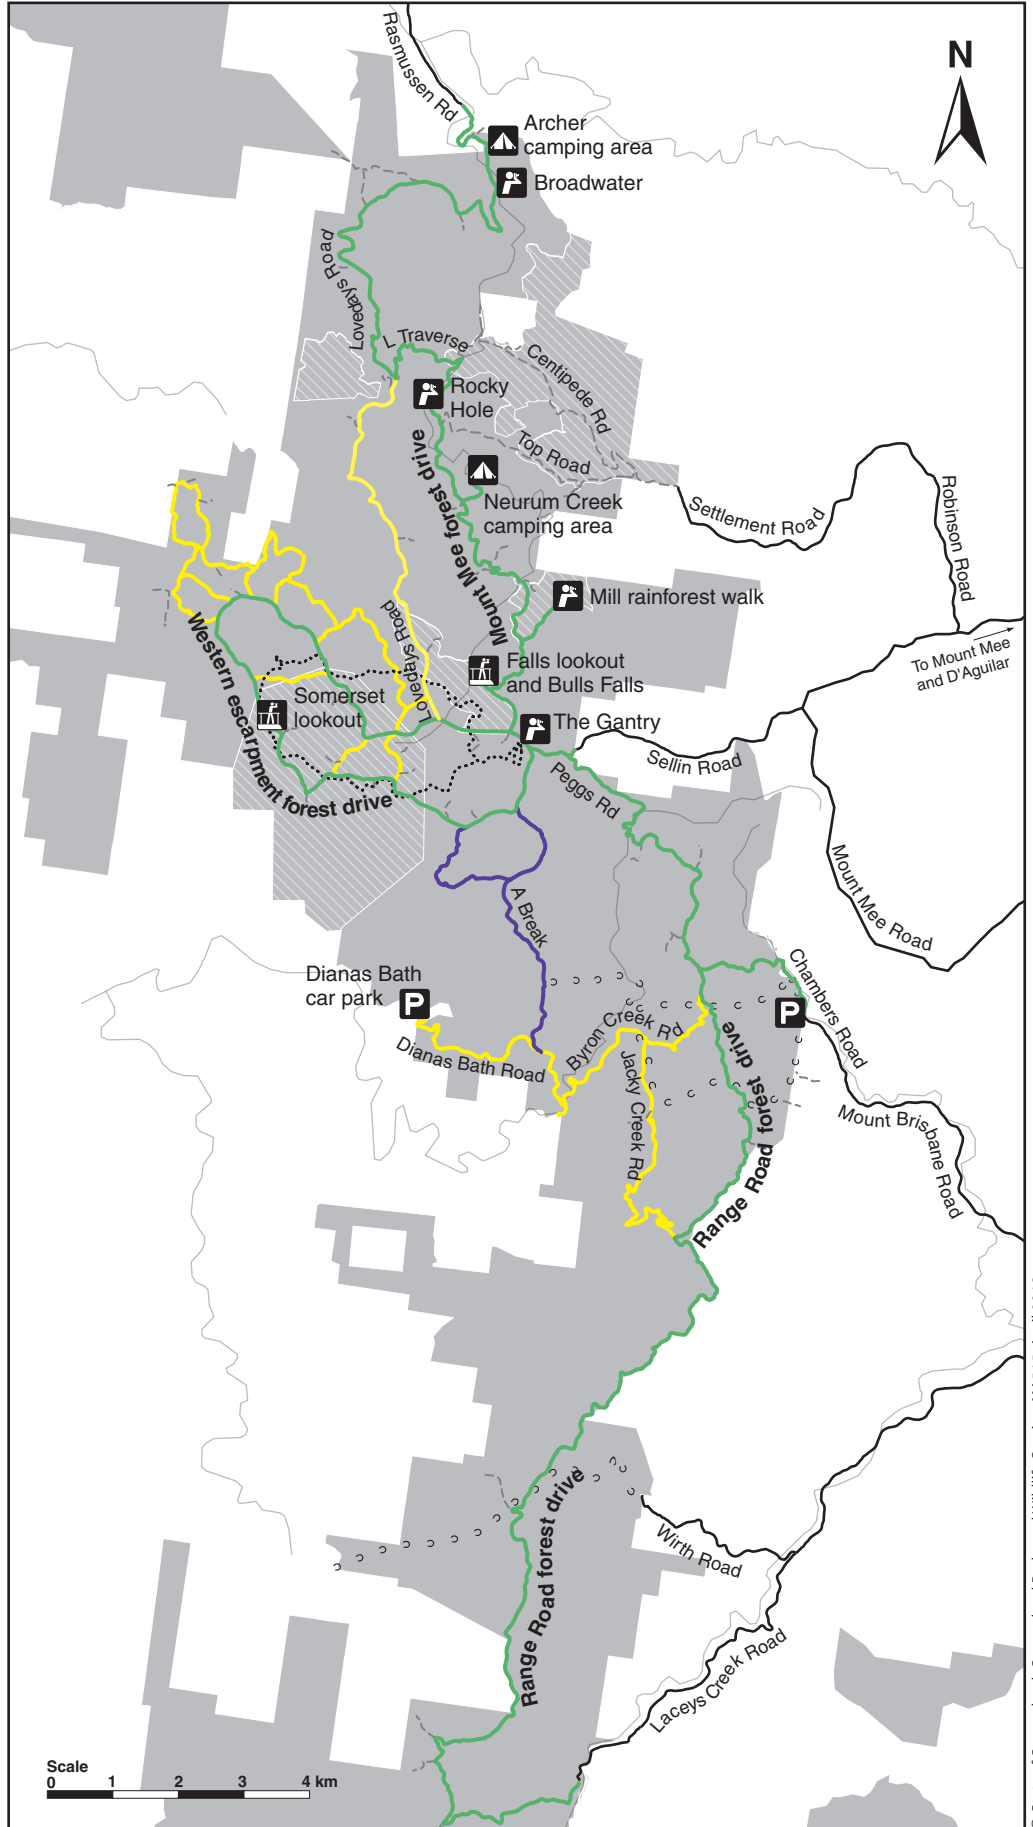 Rasmussen Rd
N
Archer
camping area
Broadwater
Lovedays Road
L Traverse
Centipede Rd
Rocky
Hole
Top Road
Mount Mee forest drive
Neurum Creek
camping area
Settlement Road
Robinson Road
Mill rainforest walk
Lovedays Road
Western escarpment forest drive
To Mount Mee
and D'Aguilar
Falls lookout
and Bulls Falls
Somerset
lookout
The Gantry
Sellin Road
Peggs Rd
Mount Mee Road
A Break
Dianas Bath
car park
P
Chambers Road
P
Byron Creek Rd
Dianas Bath Road
Jacky Creek Rd
Range Road forest drive
Mount Brisbane Road
Range Road forest drive
Wirth Road
Laceys Creek Road
Scale
0 1 2 3 4 km